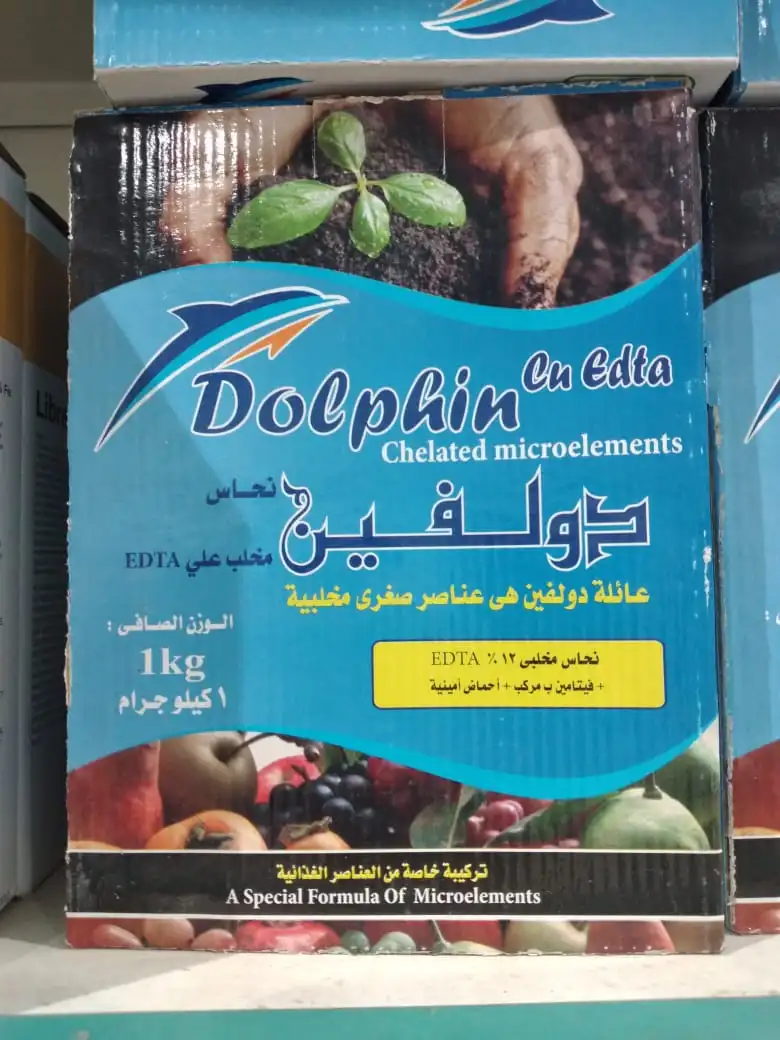 Dolphin Cu Edta
Chelated microelements
نحاس
دولفين
مخلب علي EDTA
عائلة دولفين هى عناصر صغرى مخلبية
الوزن الصافى :
1kg
١ كيلو جرام
نحاس مخلبى ١٢ ٪ EDTA
+ فيتامين ب مركب + أحماض أمينية
تركيبة خاصة من العناصر الغذائية
A Special Formula Of Microelements